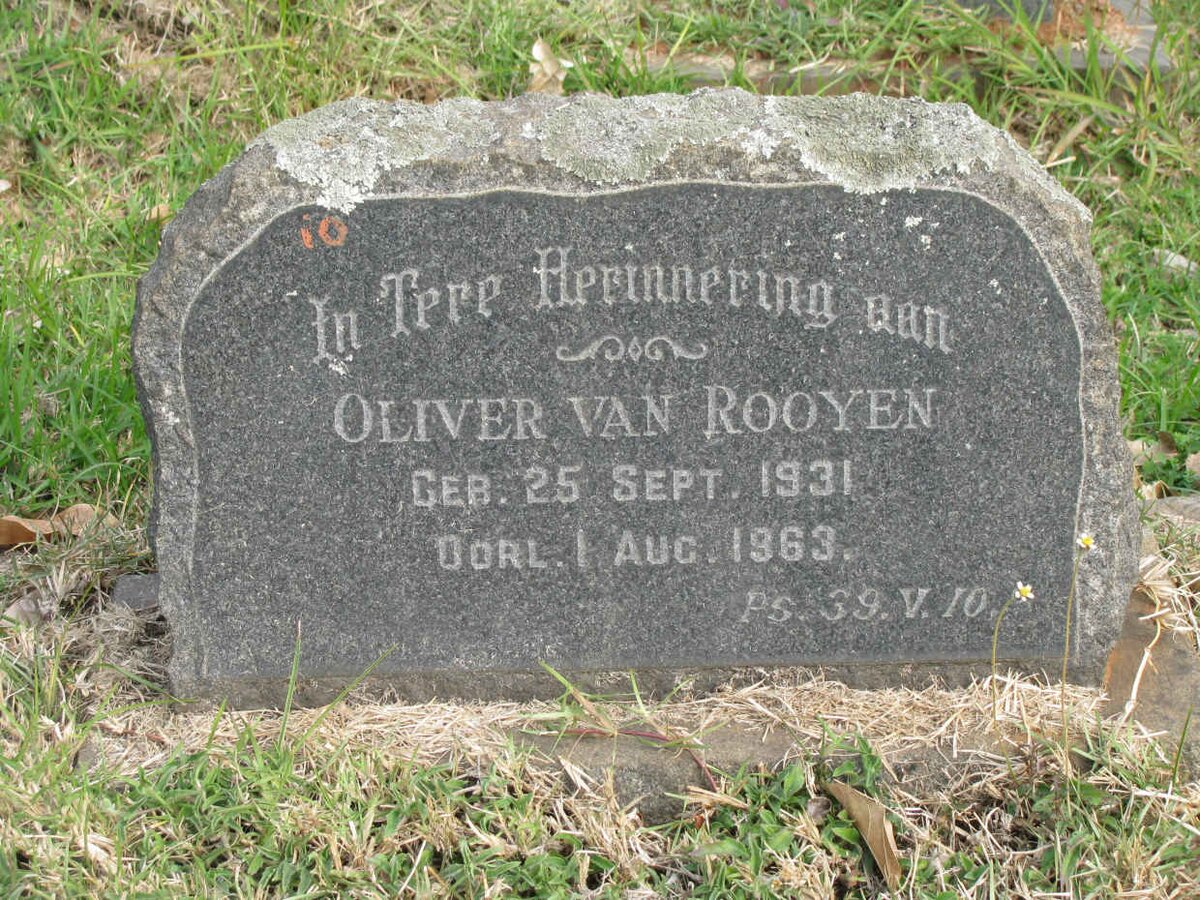 10
In Tere Herinnering aan
OLIVER VAN ROOYEN
GEB. 25 SEPT. 1931
OORL. 1 AUG. 1963.
PS. 39. V. 10.